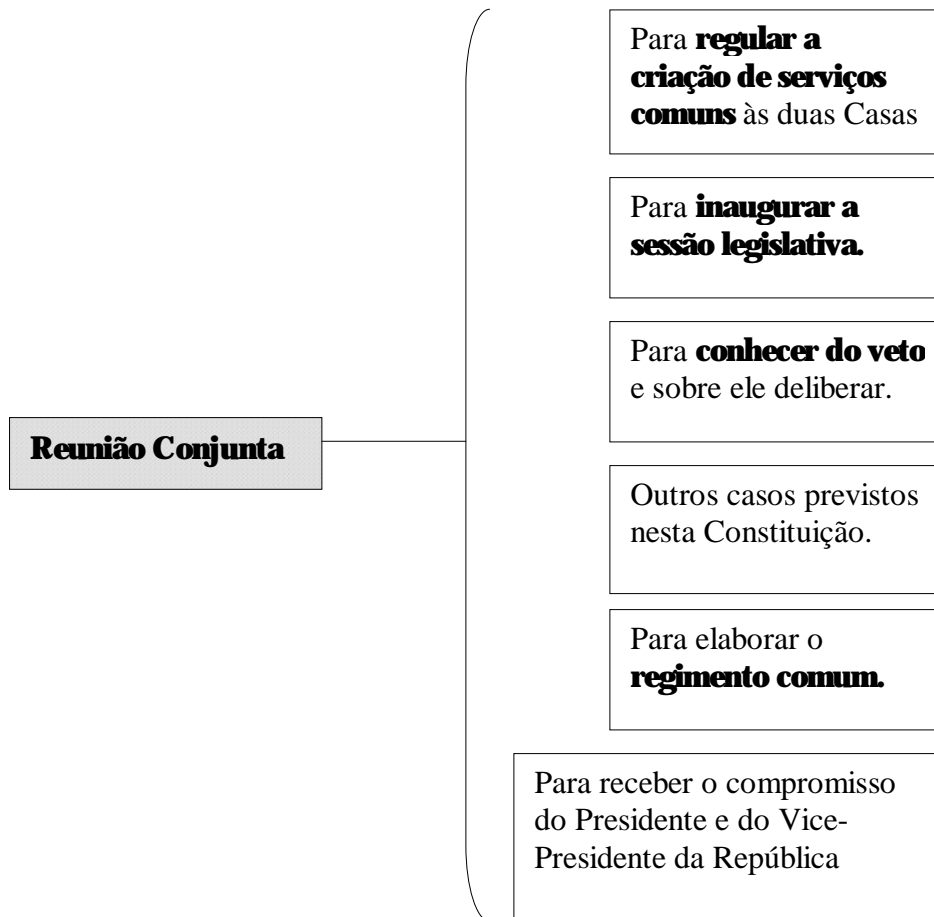 Para regular a
criação de serviços
comuns às duas Casas
Para inaugurar a
sessão legislativa.
Para conhecer do veto
e sobre ele deliberar.
Reunião Conjunta
Outros casos previstos
nesta Constituição.
Para elaborar o
regimento comum.
Para receber o compromisso
do Presidente e do Vice-
Presidente da República